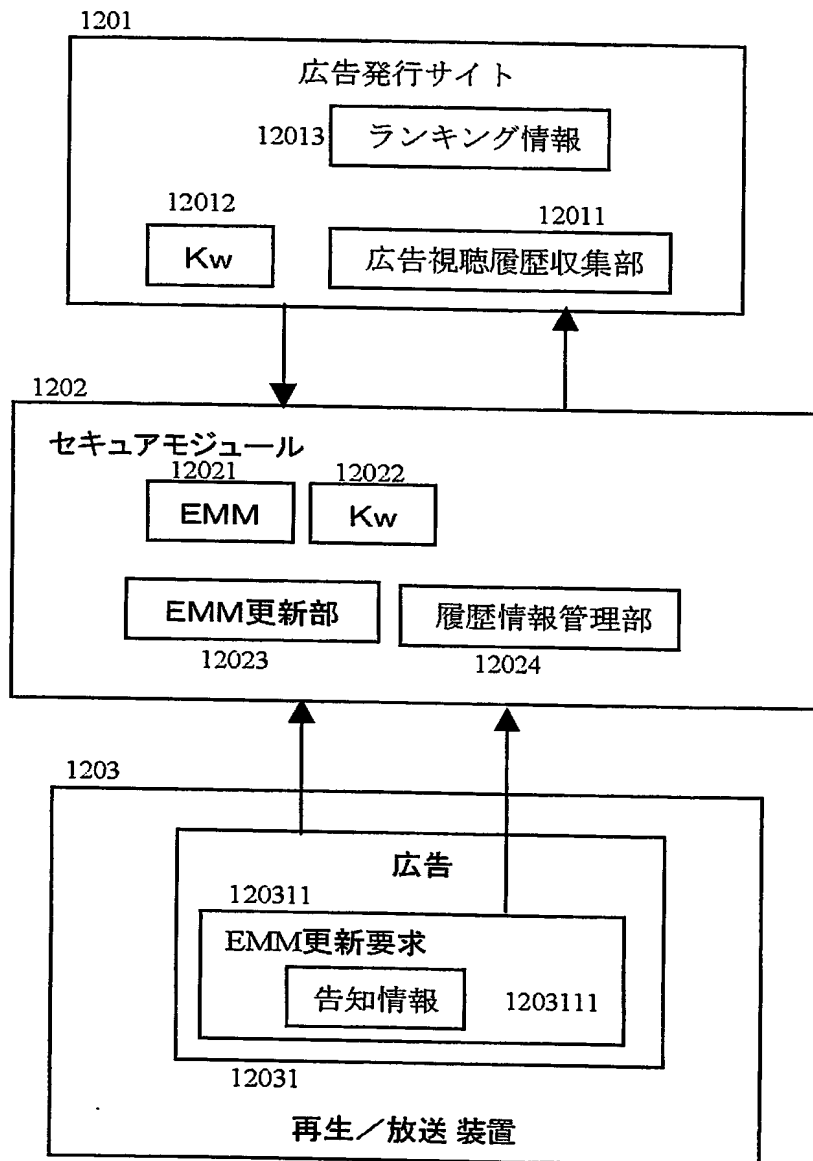 1201
広告発行サイト
12013
ランキング情報
12012
12011
Kw
広告視聴履歴収集部
1202
セキュアモジュール
12021
12022
EMM
Kw
EMM更新部
履歴情報管理部
12023
12024
1203
広告
120311
EMM更新要求
告知情報
1203111
12031
再生／放送 装置